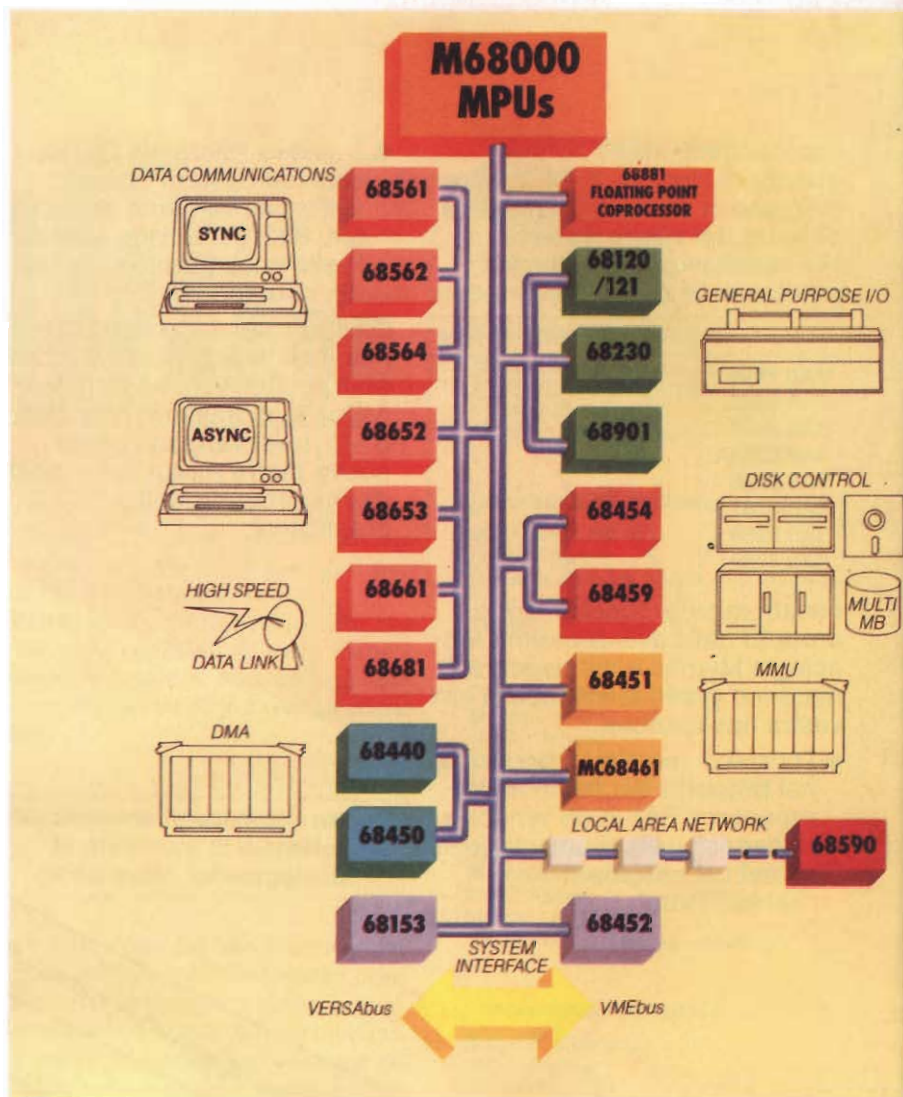 M68000
MPUs
DATA COMMUNICATIONS
SYNC
ASYNC
HIGH SPEED
DATA LINK
DMA
68561
68562
68564
68652
68653
68661
68681
68440
68450
68153
68881
FLOATING POINT
COPROCESSOR
68120
/121
68230
68901
68454
68459
68451
MC68461
GENERAL PURPOSE I/O
DISK CONTROL
MULTI
MB
MMU
LOCAL AREA NETWORK
68590
68452
SYSTEM
INTERFACE
VERSAbus
VMEbus